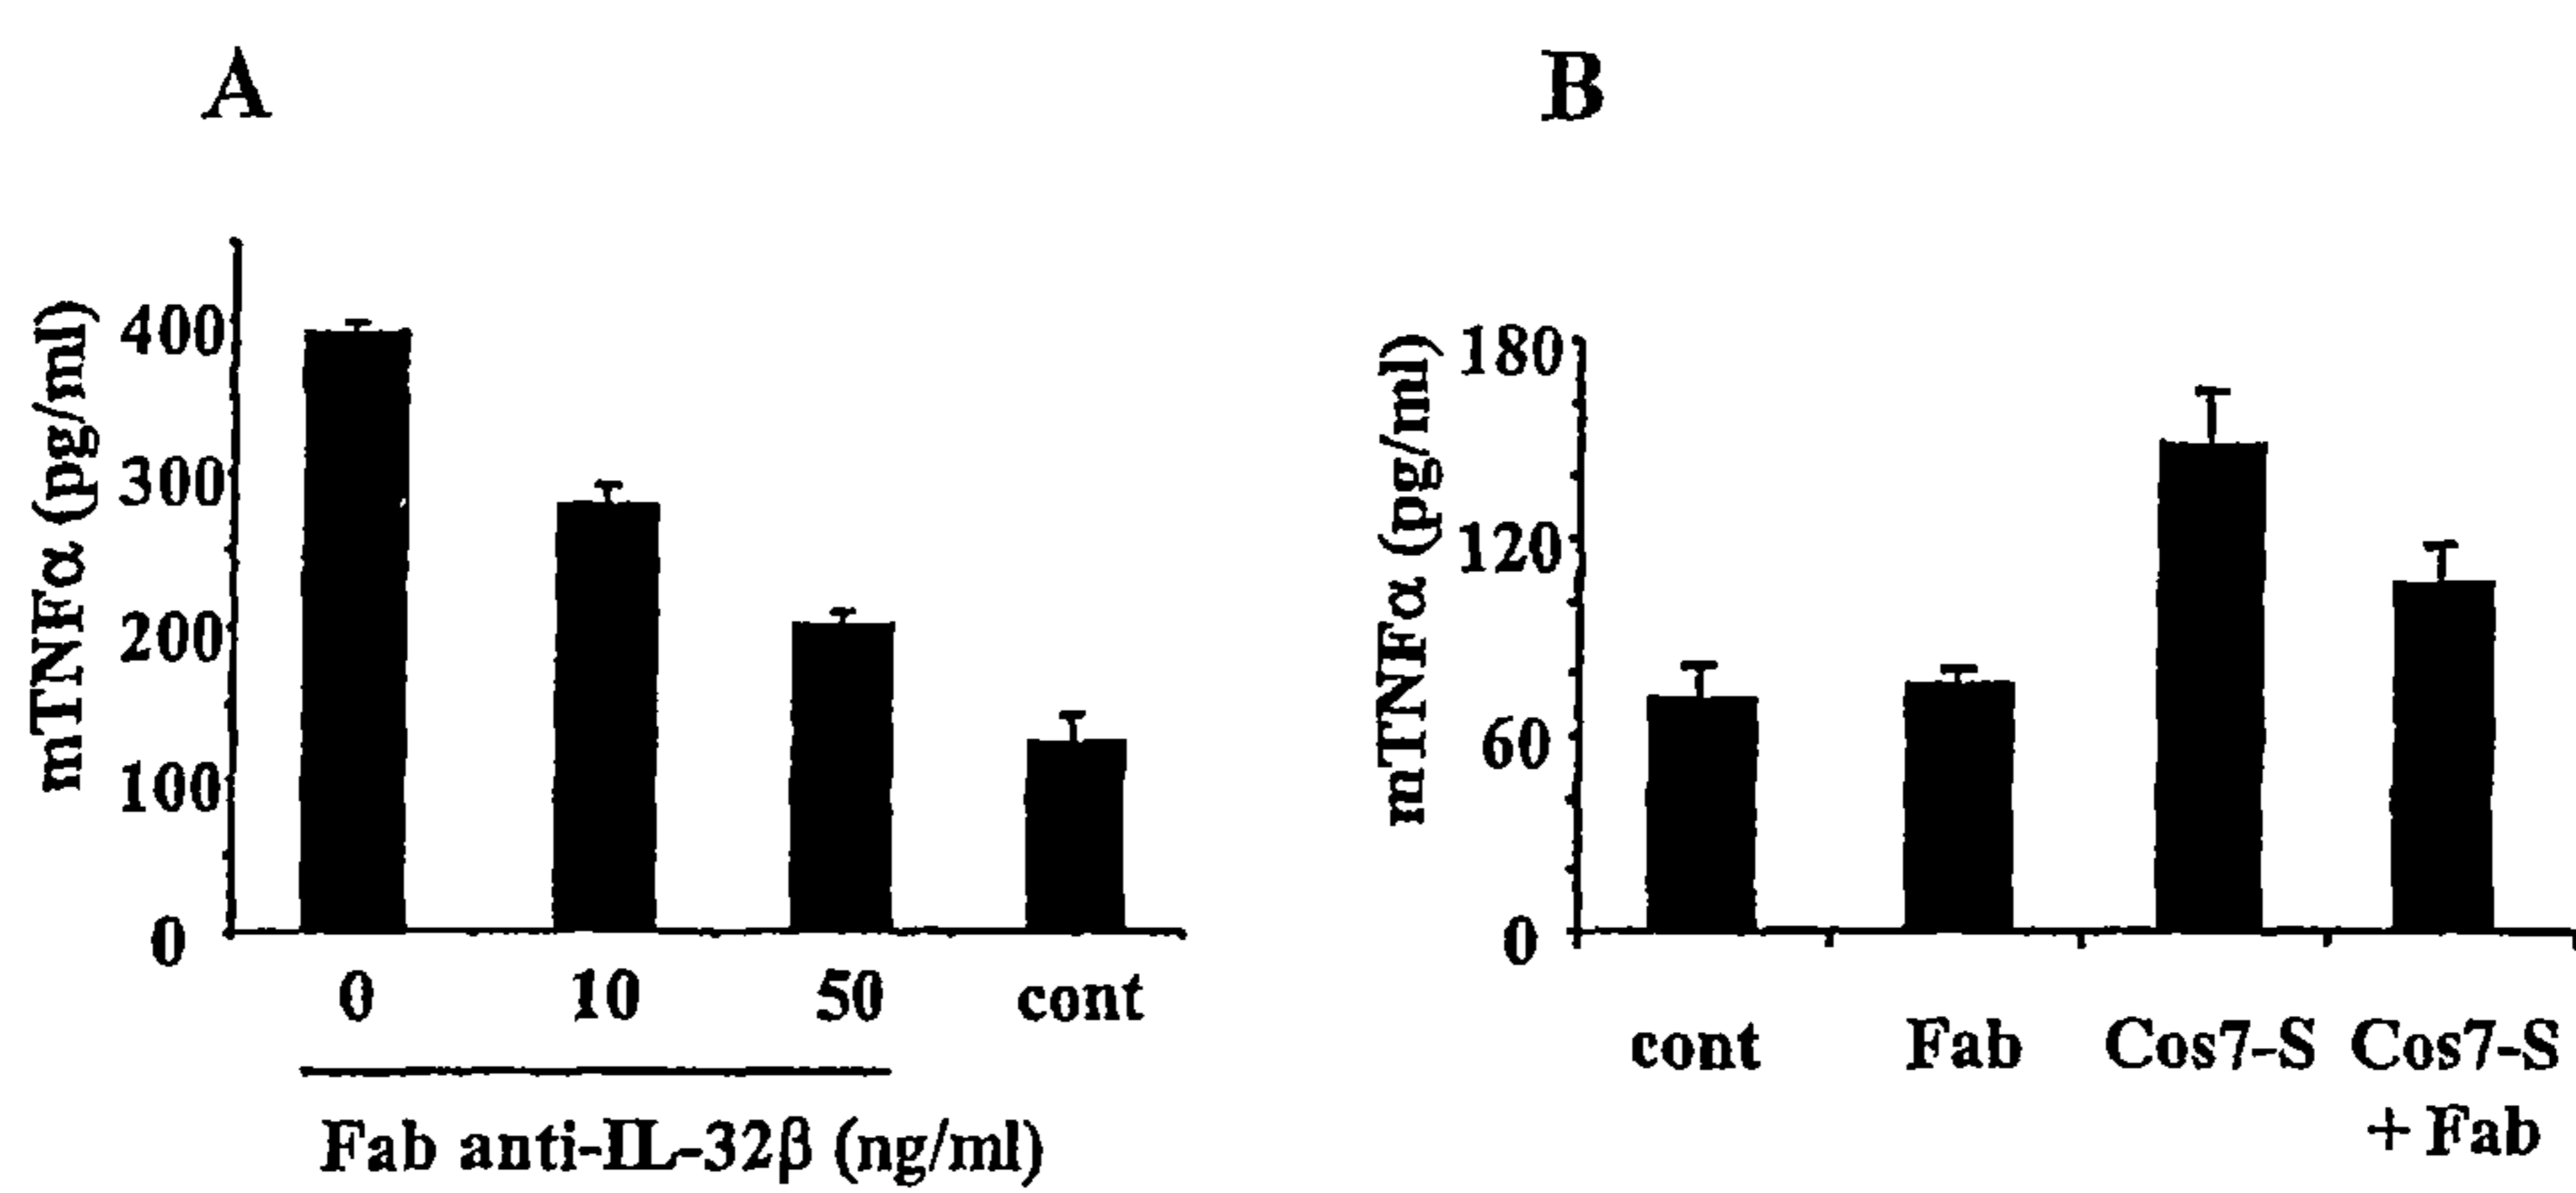 A
mTNFα (pg/ml)
400
300
200
100
0
0 10 50 cont
Fab anti-IL-32β (ng/ml)
B
mTNFα (pg/ml)
180
120
60
0
cont Fab Cos7-S Cos7-S
+ Fab